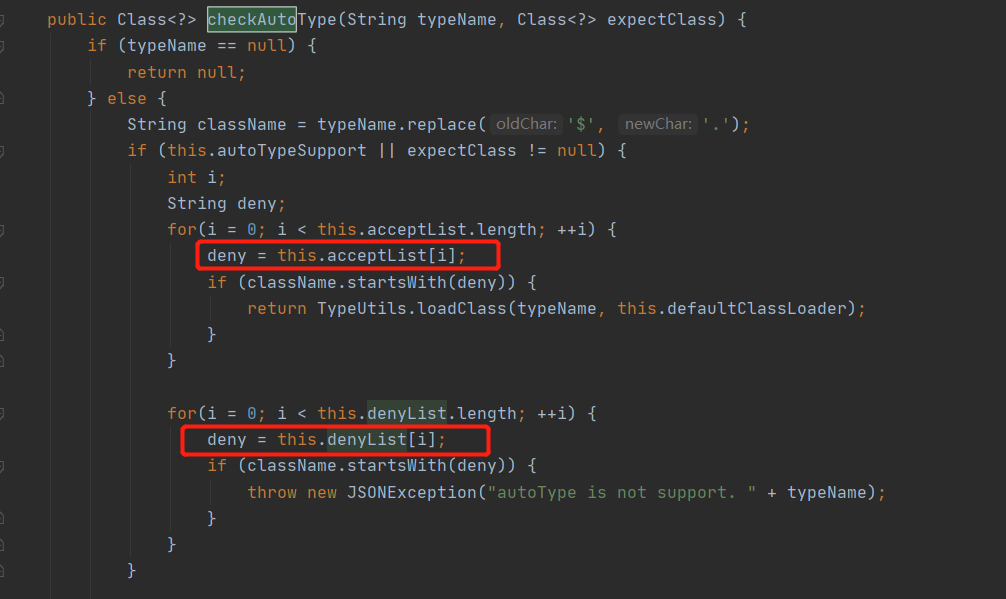 public Class<?> checkAutoType(String typeName, Class<?> expectClass) {
if (typeName == null) {
return null;
} else {
String className = typeName.replace( oldChar: '$', newChar: '.');
if (this.autoTypeSupport || expectClass != null) {
int i;
String deny;
for(i = 0; i < this.acceptList.length; ++i) {
deny = this.acceptList[i];
if (className.startsWith(deny)) {
return TypeUtils.loadClass(typeName, this.defaultClassLoader);
}
}
for(i = 0; i < this.denyList.length; ++i) {
deny = this.denyList[i];
if (className.startsWith(deny)) {
throw new JSONException("autoType is not support. " + typeName);
}
}
}